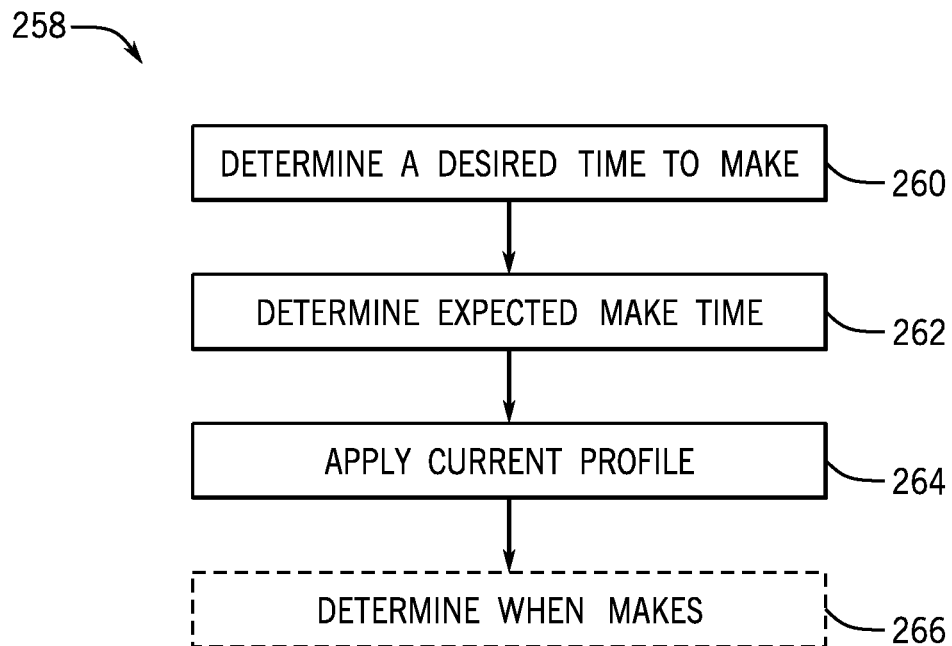 258
DETERMINE A DESIRED TIME TO MAKE
260
DETERMINE EXPECTED MAKE TIME
262
APPLY CURRENT PROFILE
264
DETERMINE WHEN MAKES
266